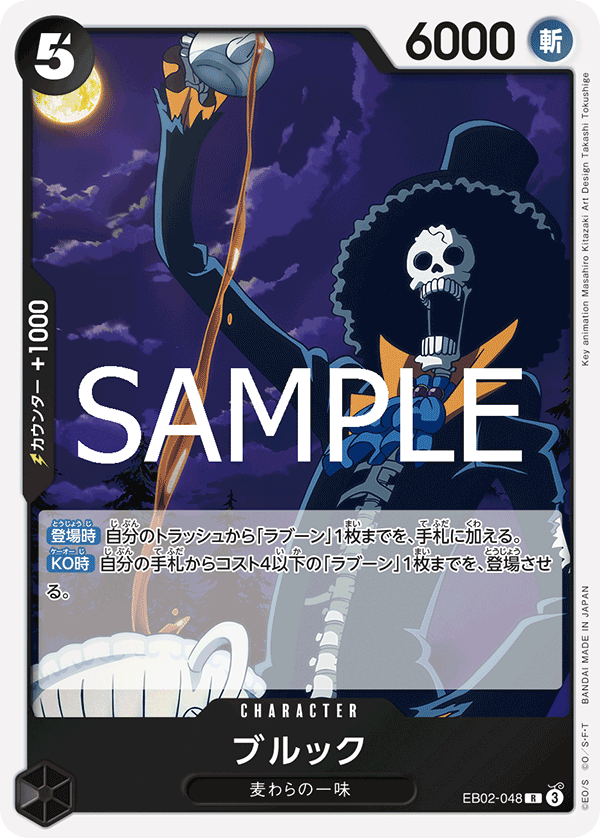 5
6000
斬
Key animation Masahiro Kitazaki Art Design Takashi Tokushige
カウンター +1000
SAMPLE
登場時 自分のトラッシュから「ラブーン」1枚までを、手札に加える。
KO時 自分の手札からコスト4以下の「ラブーン」1枚までを、登場させ
る。
CHARACTER
ブルック
麦わらの一味
EB02-048 R 3
©EO/S ©O/S・F・T BANDAI MADE IN JAPAN